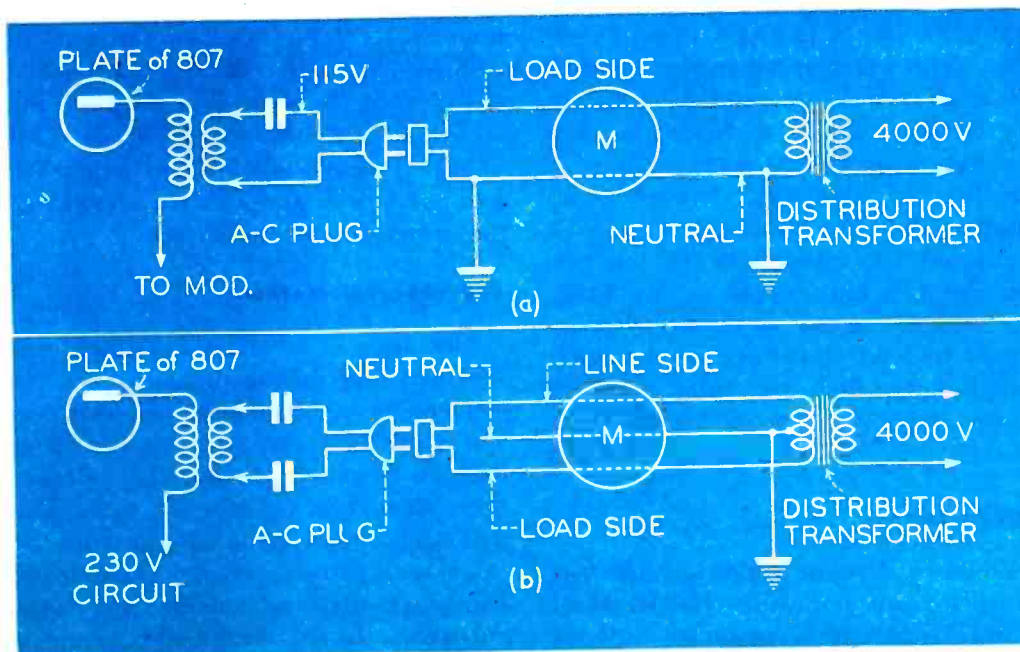 PLATE of 807
115V
LOAD SIDE
M
4000 V
A-C PLUG
NEUTRAL
DISTRIBUTION
TRANSFORMER
TO MOD.
(a)
PLATE of 807
NEUTRAL
LINE SIDE
M
4000 V
A-C PLUG
LOAD SIDE
DISTRIBUTION
TRANSFORMER
230 V
CIRCUIT
(b)